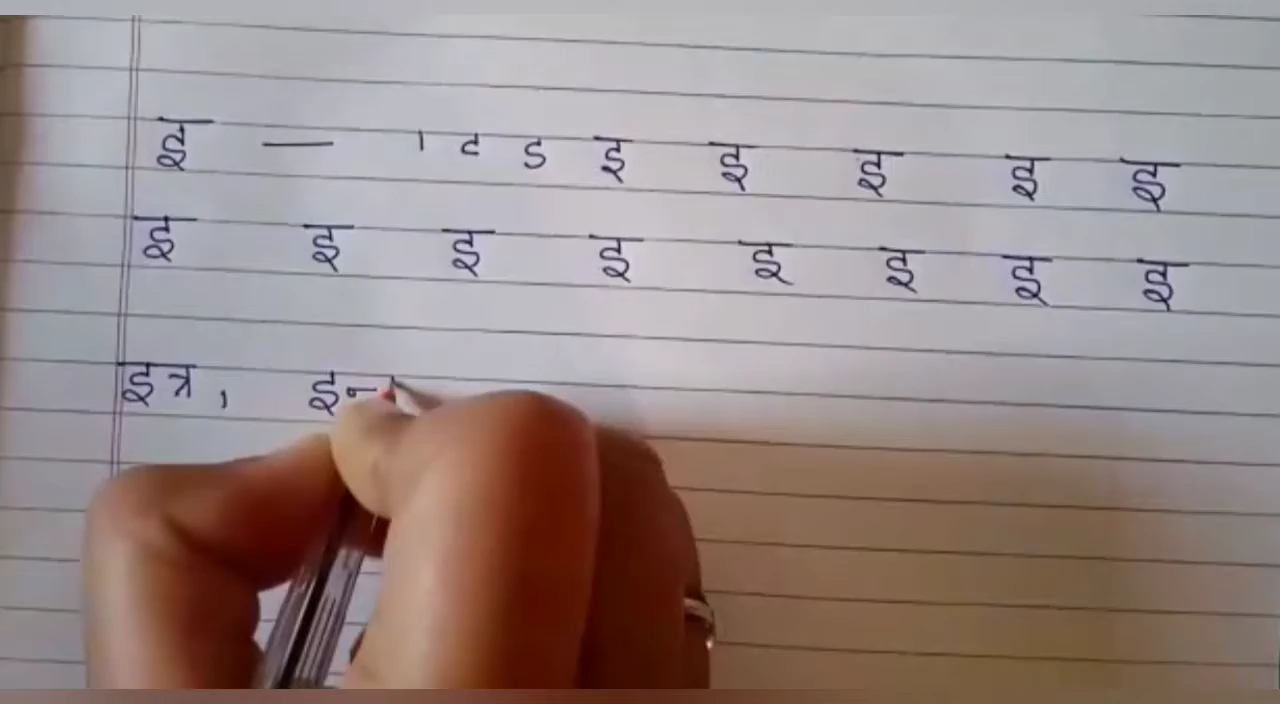 इ — ' ट ड इ इ इ इ इ
इ इ इ इ इ इ इ इ
इत्र, इ